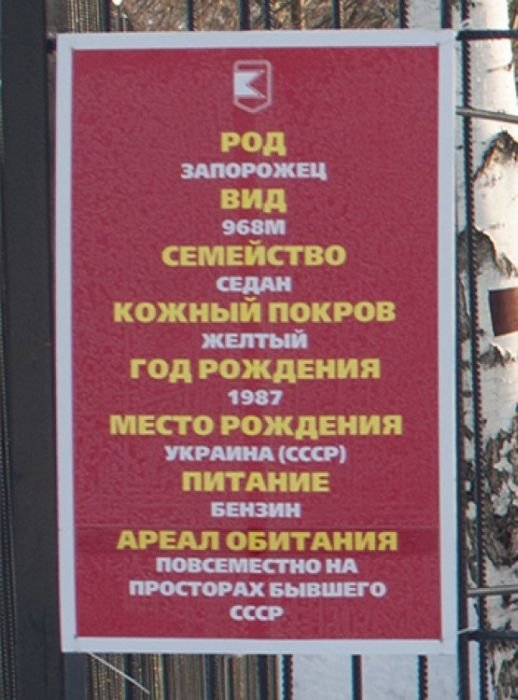 РОД
ЗАПОРОЖЕЦ
ВИД
968М
СЕМЕЙСТВО
СЕДАН
КОЖНЫЙ ПОКРОВ
ЖЕЛТЫЙ
ГОД РОЖДЕНИЯ
1987
МЕСТО РОЖДЕНИЯ
УКРАИНА (СССР)
ПИТАНИЕ
БЕНЗИН
АРЕАЛ ОБИТАНИЯ
ПОВСЕМЕСТНО НА
ПРОСТОРАХ БЫВШЕГО
СССР